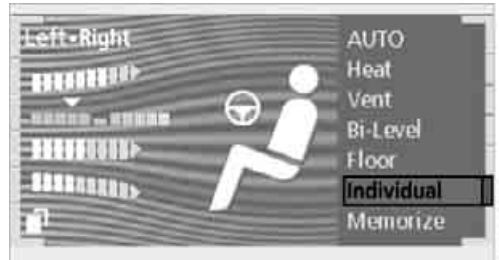 Left•Right
AUTO
Heat
Vent
Bi-Level
Floor
Individual
Memorize